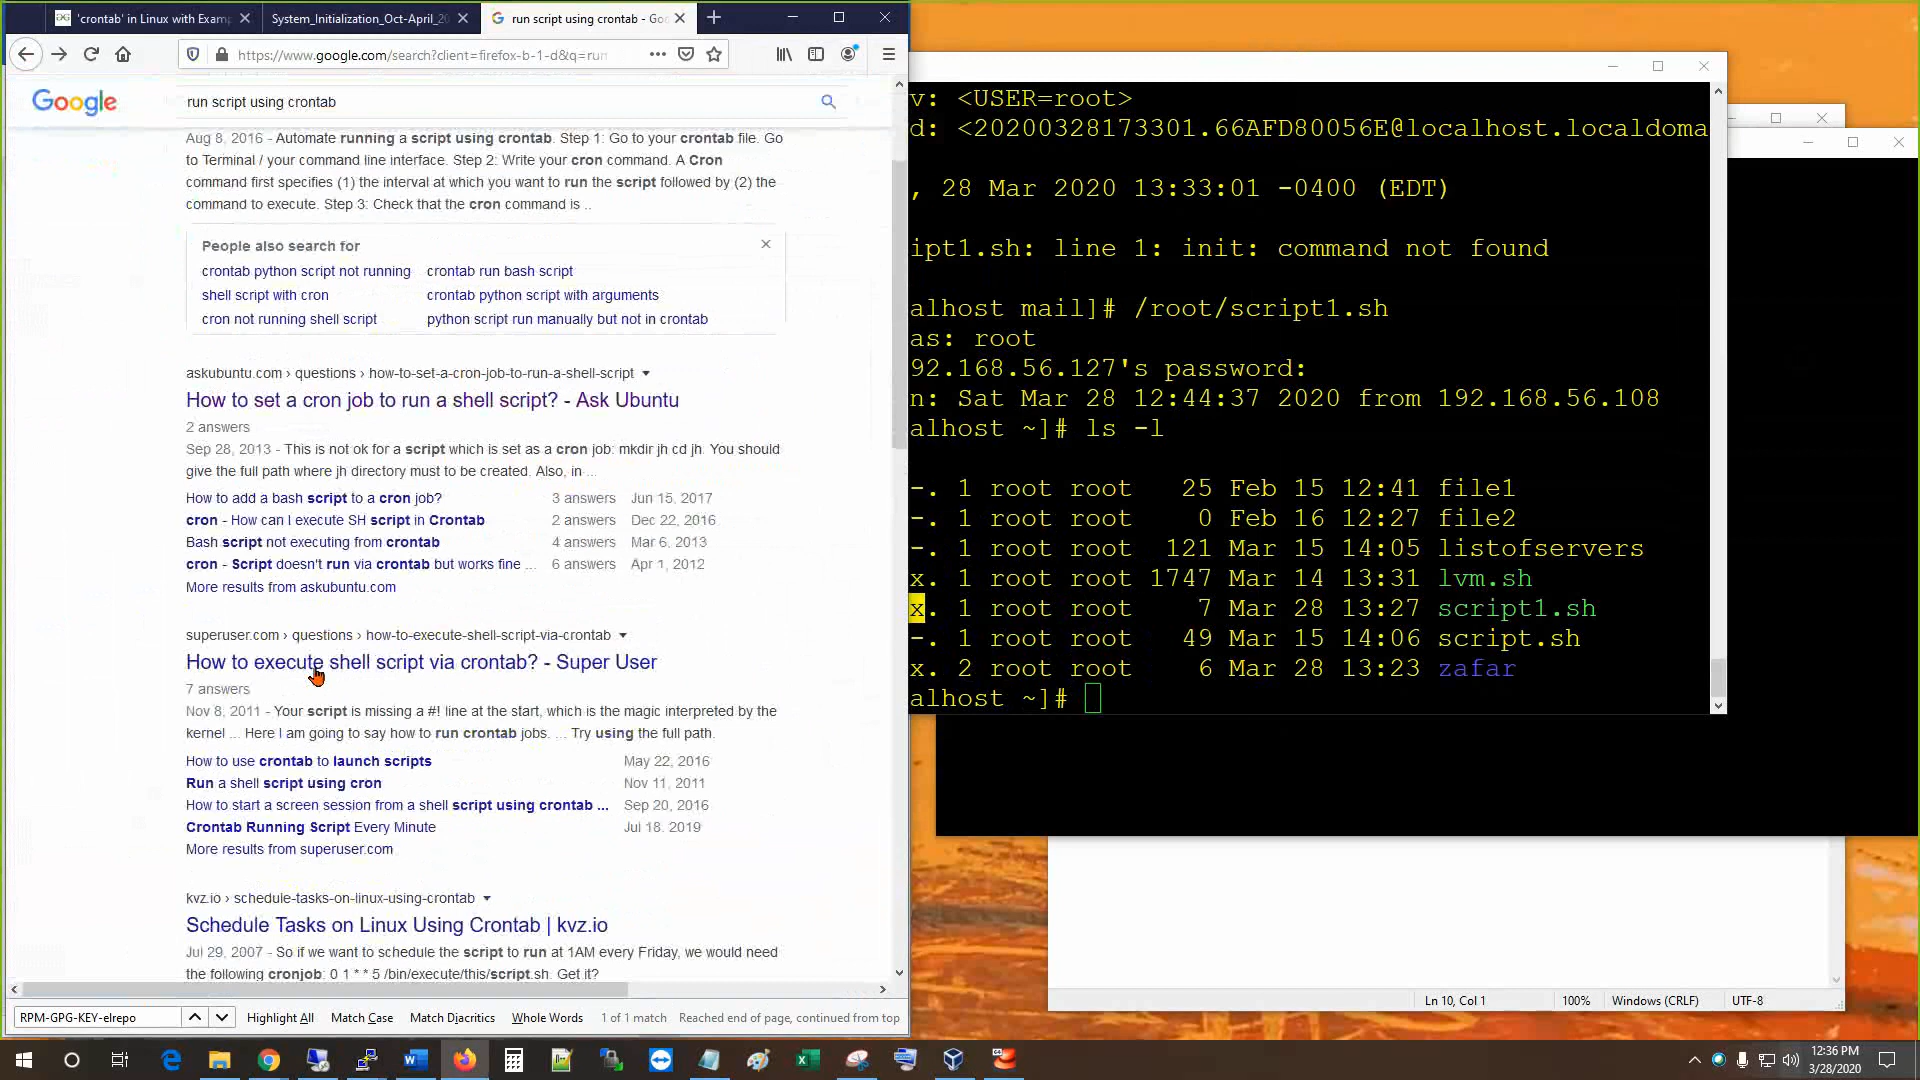 'crontab' in Linux with Examp
System_Initialization_Oct-April_20
run script using crontab - Goo
https://www.google.com/search?client=firefox-b-1-d&q=run
Google
run script using crontab
Aug 8, 2016 - Automate running a script using crontab. Step 1: Go to your crontab file. Go
to Terminal / your command line interface. Step 2: Write your cron command. A Cron
command first specifies (1) the interval at which you want to run the script followed by (2) the
command to execute. Step 3: Check that the cron command is ..
People also search for
crontab python script not running
crontab run bash script
shell script with cron
crontab python script with arguments
cron not running shell script
python script run manually but not in crontab
askubuntu.com › questions › how-to-set-a-cron-job-to-run-a-shell-script
How to set a cron job to run a shell script? - Ask Ubuntu
2 answers
Sep 28, 2013 - This is not ok for a script which is set as a cron job: mkdir jh cd jh. You should
give the full path where jh directory must to be created. Also, in ...
How to add a bash script to a cron job? 3 answers Jun 15, 2017
cron - How can I execute SH script in Crontab 2 answers Dec 22, 2016
Bash script not executing from crontab 4 answers Mar 6, 2013
cron - Script doesn't run via crontab but works fine ... 6 answers Apr 1, 2012
More results from askubuntu.com
superuser.com › questions › how-to-execute-shell-script-via-crontab
How to execute shell script via crontab? - Super User
7 answers
Nov 8, 2011 - Your script is missing a #! line at the start, which is the magic interpreted by the
kernel ... Here I am going to say how to run crontab jobs. ... Try using the full path.
How to use crontab to launch scripts May 22, 2016
Run a shell script using cron Nov 11, 2011
How to start a screen session from a shell script using crontab ... Sep 20, 2016
Crontab Running Script Every Minute Jul 18, 2019
More results from superuser.com
kvz.io › schedule-tasks-on-linux-using-crontab
Schedule Tasks on Linux Using Crontab | kvz.io
Jul 29, 2007 - So if we want to schedule the script to run at 1AM every Friday, we would need
the following cronjob: 0 1 * * 5 /bin/execute/this/script.sh. Get it?
RPM-GPG-KEY-elrepo
Highlight All Match Case Match Diacritics Whole Words 1 of 1 match Reached end of page, continued from top
v: <USER=root>
d: <20200328173301.66AFD80056E@localhost.localdoma
, 28 Mar 2020 13:33:01 -0400 (EDT)
ipt1.sh: line 1: init: command not found
alhost mail]# /root/script1.sh
as: root
92.168.56.127's password:
n: Sat Mar 28 12:44:37 2020 from 192.168.56.108
alhost ~]# ls -l
-. 1 root root 25 Feb 15 12:41 file1
-. 1 root root 0 Feb 16 12:27 file2
-. 1 root root 121 Mar 15 14:05 listofservers
x. 1 root root 1747 Mar 14 13:31 lvm.sh
x. 1 root root 7 Mar 28 13:27 script1.sh
-. 1 root root 49 Mar 15 14:06 script.sh
x. 2 root root 6 Mar 28 13:23 zafar
alhost ~]#
Ln 10, Col 1 100% Windows (CRLF) UTF-8
12:36 PM
3/28/2020